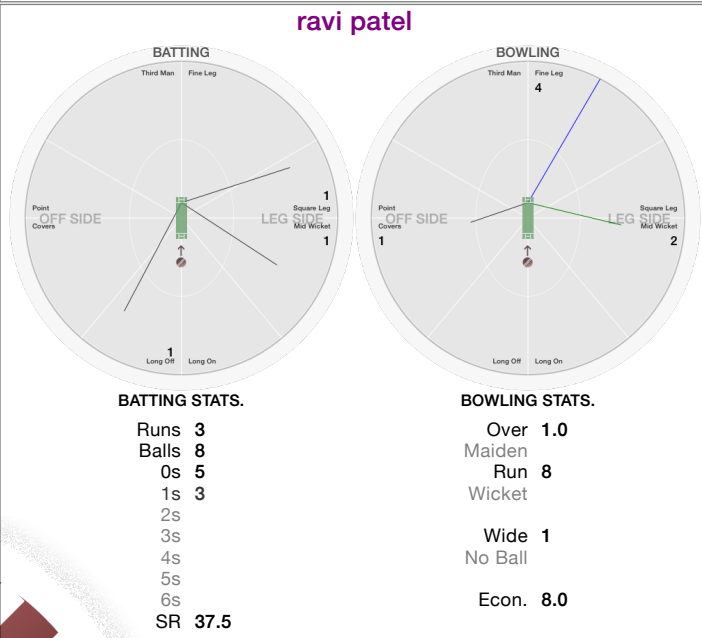 ravi patel
BATTING
Third Man Fine Leg
1
Point Square Leg
OFF SIDE LEG SIDE
Covers Mid Wicket
1
1
Long Off Long On
BATTING STATS.
Runs 3
Balls 8
0s 5
1s 3
2s
3s
4s
5s
6s
SR 37.5
BOWLING
Third Man Fine Leg
4
Point Square Leg
OFF SIDE LEG SIDE
Covers Mid Wicket
1 2
Long Off Long On
BOWLING STATS.
Over 1.0
Maiden
Run 8
Wicket
Wide 1
No Ball
Econ. 8.0